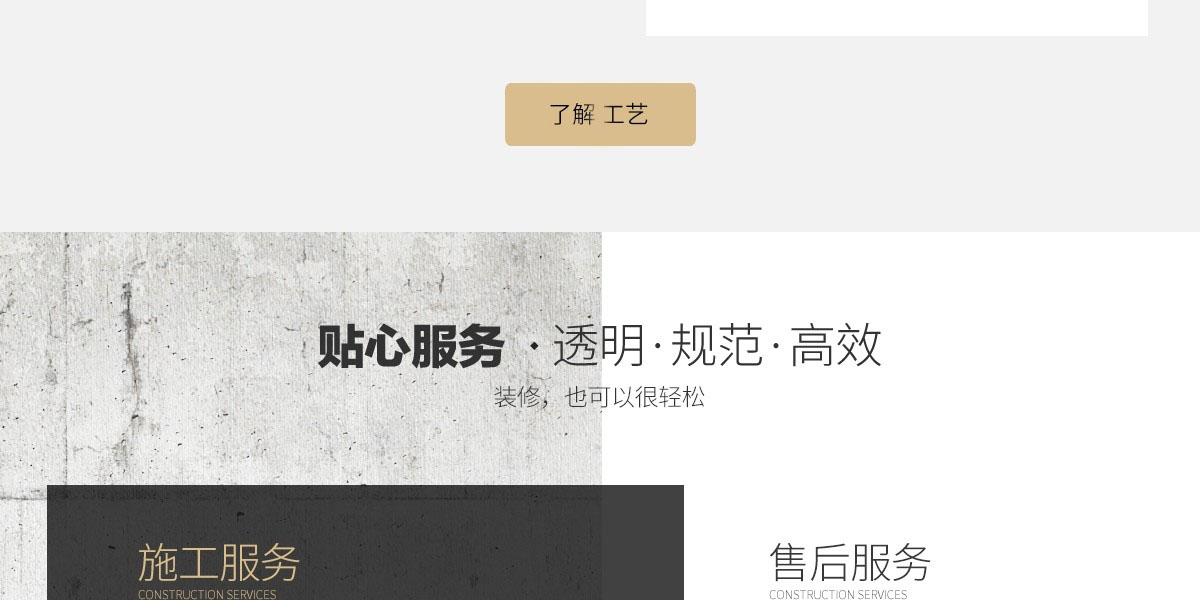 了解 工艺
贴心服务 · 透明·规范·高效
装修，也可以很轻松
施工服务
CONSTRUCTION SERVICES
售后服务
CONSTRUCTION SERVICES